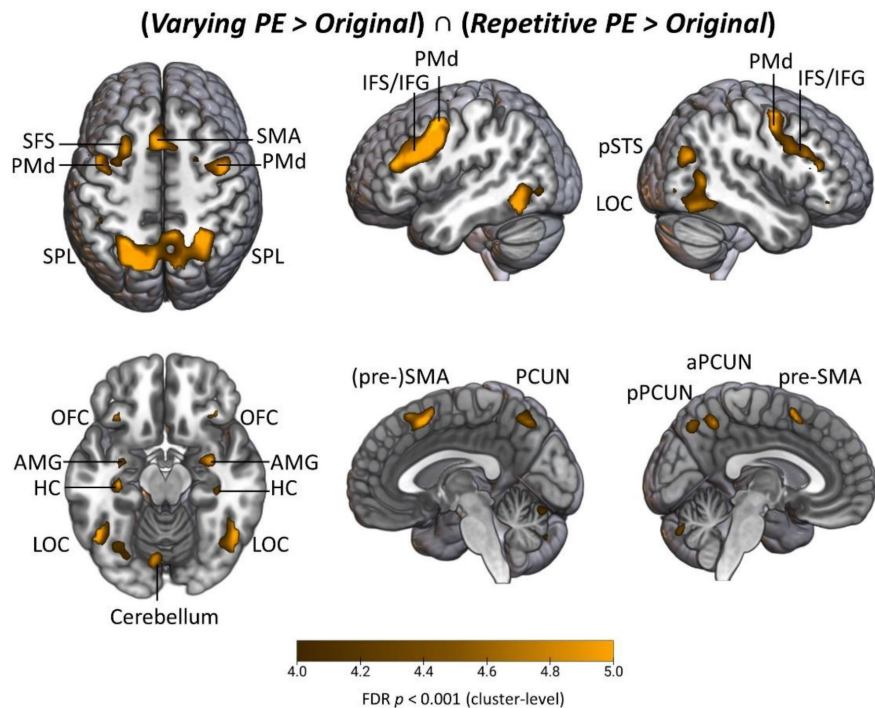 (Varying PE > Original) ∩ (Repetitive PE > Original)
PMd
IFS/IFG
PMd
IFS/IFG
SFS
PMd
SMA
PMd
SPL
SPL
pSTS
LOC
OFC
OFC
AMG
AMG
HC
HC
LOC
LOC
Cerebellum
(pre-)SMA
PCUN
aPCUN
pPCUN
pre-SMA
4.0 4.2 4.4 4.6 4.8 5.0
FDR p < 0.001 (cluster-level)